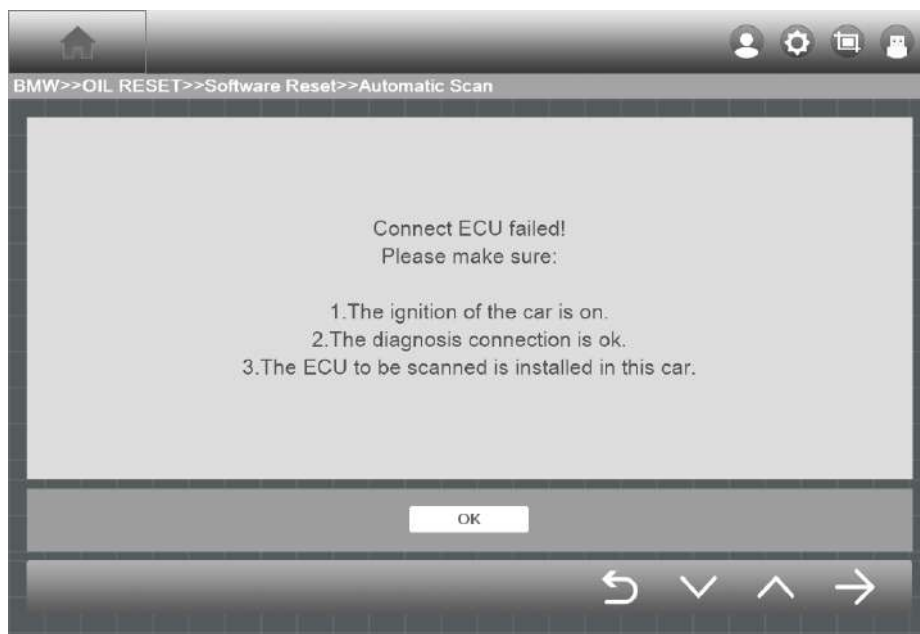 BMW>>OIL RESET>>Software Reset>>Automatic Scan
Connect ECU failed!
Please make sure:
1.The ignition of the car is on.
2.The diagnosis connection is ok.
3.The ECU to be scanned is installed in this car.
OK